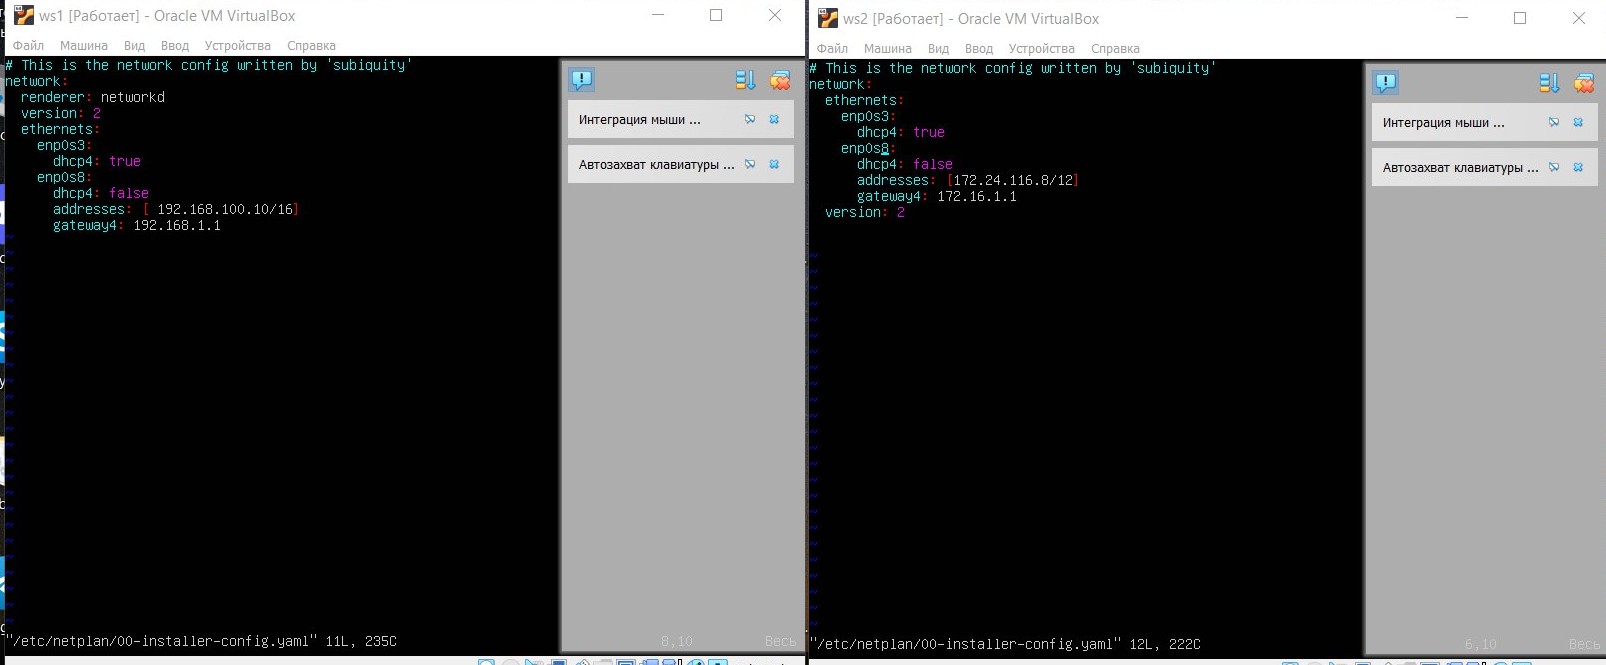 ws1 [Работает] - Oracle VM VirtualBox
Файл Машина Вид Ввод Устройства Справка
# This is the network config written by 'subiquity'
network:
  renderer: networkd
  version: 2
  ethernets:
    enp0s3:
      dhcp4: true
    enp0s8:
      dhcp4: false
      addresses: [ 192.168.100.10/16]
      gateway4: 192.168.1.1
~
"/etc/netplan/00-installer-config.yaml" 11L, 235C
8,10
Весь
Интеграция мыши ...
Автозахват клавиатуры ...
ws2 [Работает] - Oracle VM VirtualBox
Файл Машина Вид Ввод Устройства Справка
# This is the network config written by 'subiquity'
network:
  ethernets:
    enp0s3:
      dhcp4: true
    enp0s8:
      dhcp4: false
      addresses: [172.24.116.8/12]
      gateway4: 172.16.1.1
  version: 2
~
"/etc/netplan/00-installer-config.yaml" 12L, 222C
6,10
Весь
Интеграция мыши ...
Автозахват клавиатуры ...